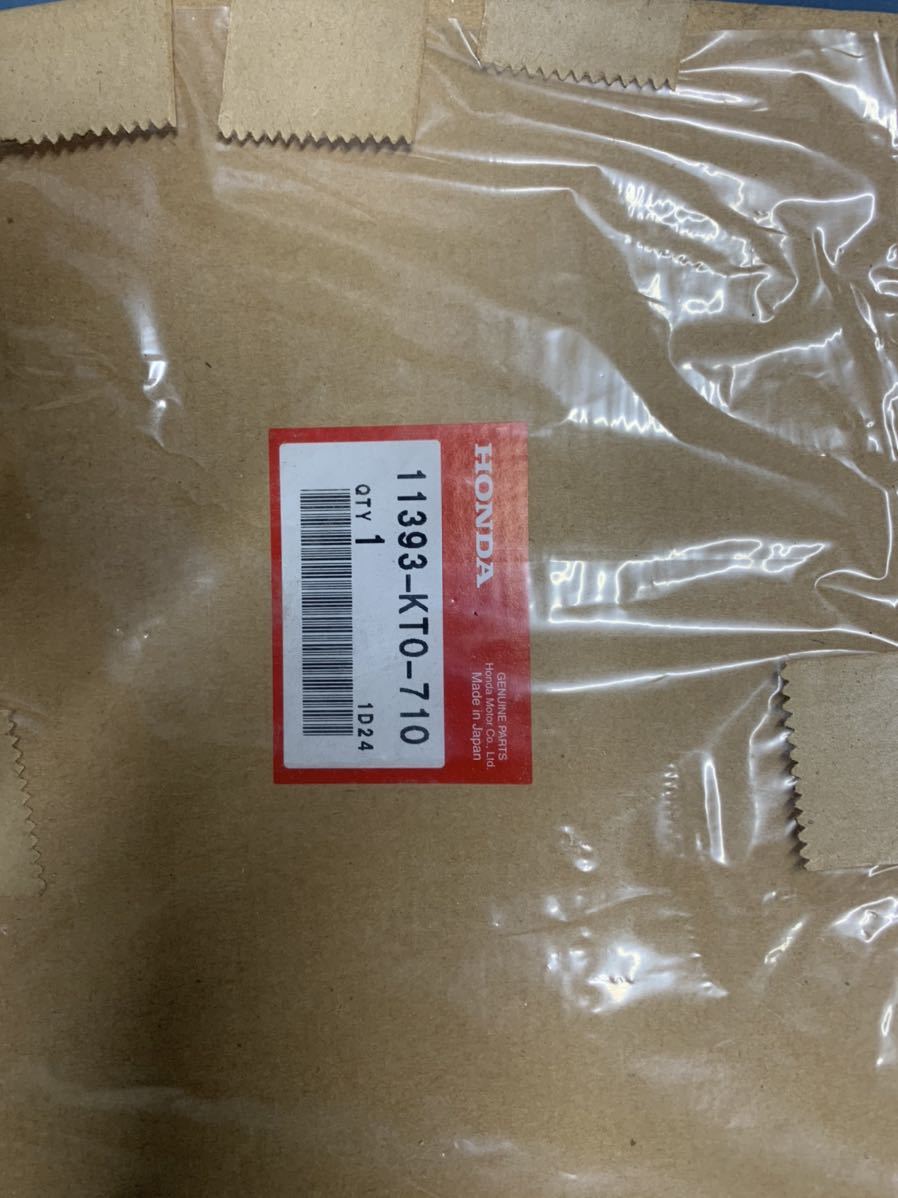 HONDA
GENUINE PARTS
Honda Motor Co., Ltd.
Made in Japan
11393-KT0-710
QTY 1
1D24